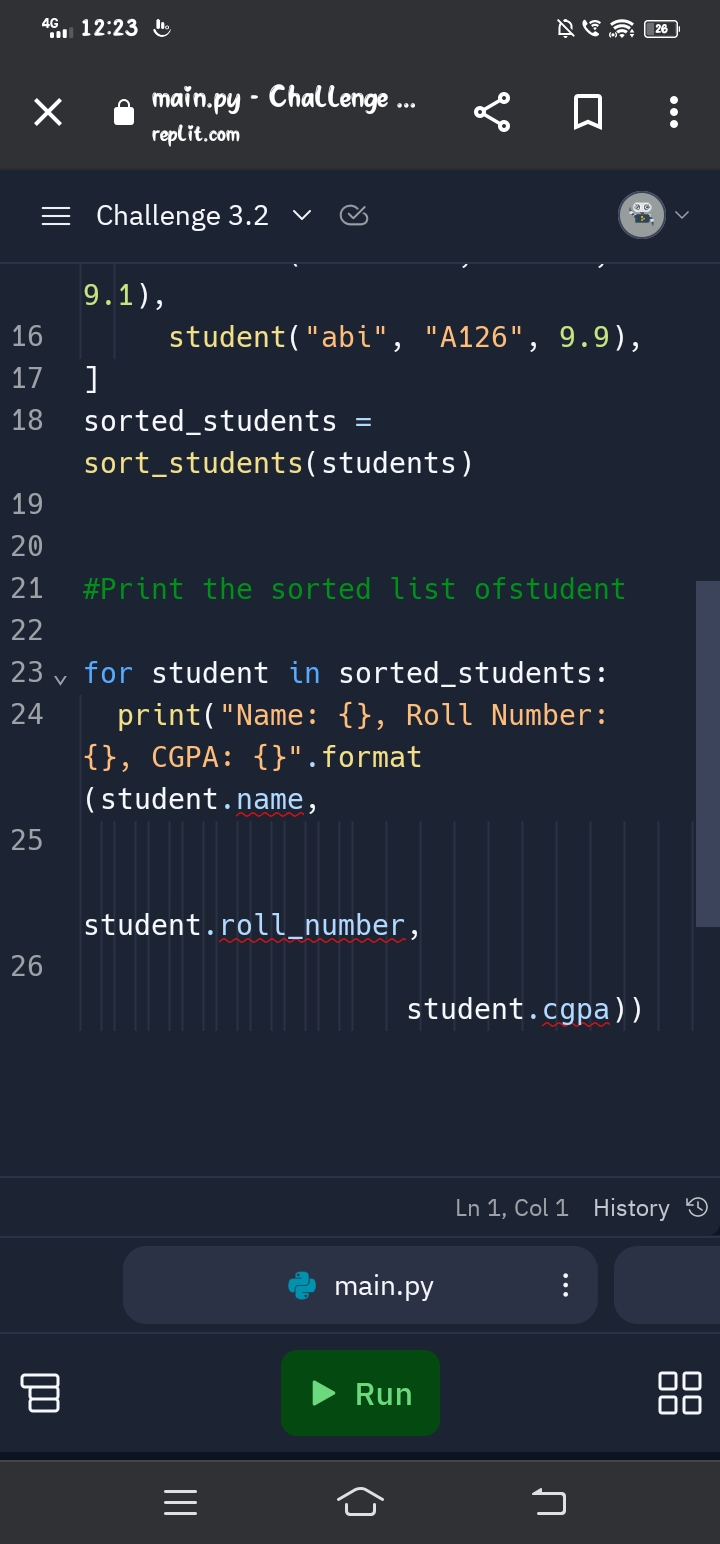 4G 12:23 26
main.py - Challenge ...
replit.com
Challenge 3.2
9.1),
16 student("abi", "A126", 9.9),
17 ]
18 sorted_students =
sort_students(students)
19
20
21 #Print the sorted list ofstudent
22
23 for student in sorted_students:
24 print("Name: {}, Roll Number:
{}, CGPA: {}".format
(student.name,
25
student.roll_number,
26
student.cgpa))
Ln 1, Col 1 History
main.py
Run